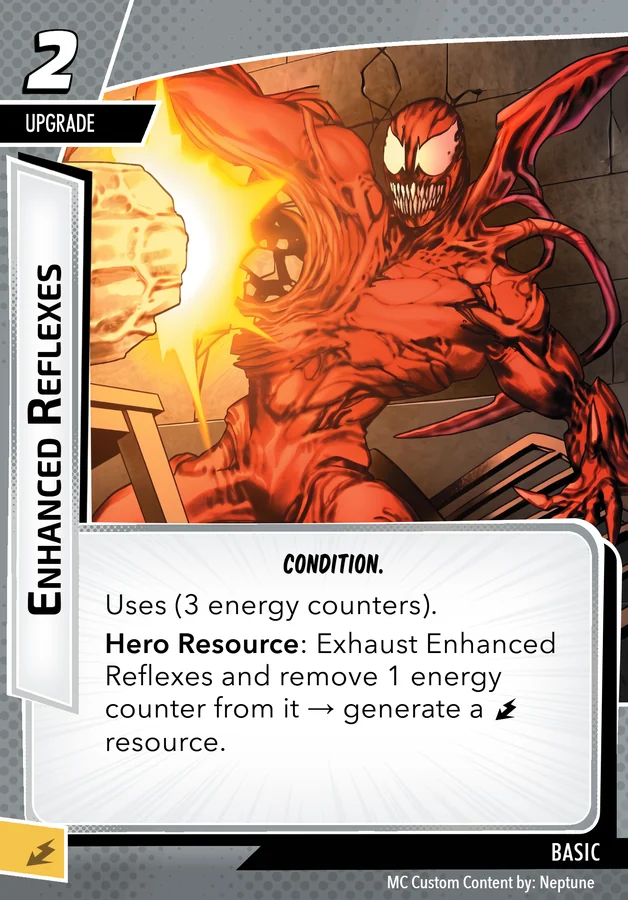 2
UPGRADE
ENHANCED REFLEXES
CONDITION.
Uses (3 energy counters).
Hero Resource: Exhaust Enhanced
Reflexes and remove 1 energy
counter from it → generate a
resource.
BASIC
MC Custom Content by: Neptune